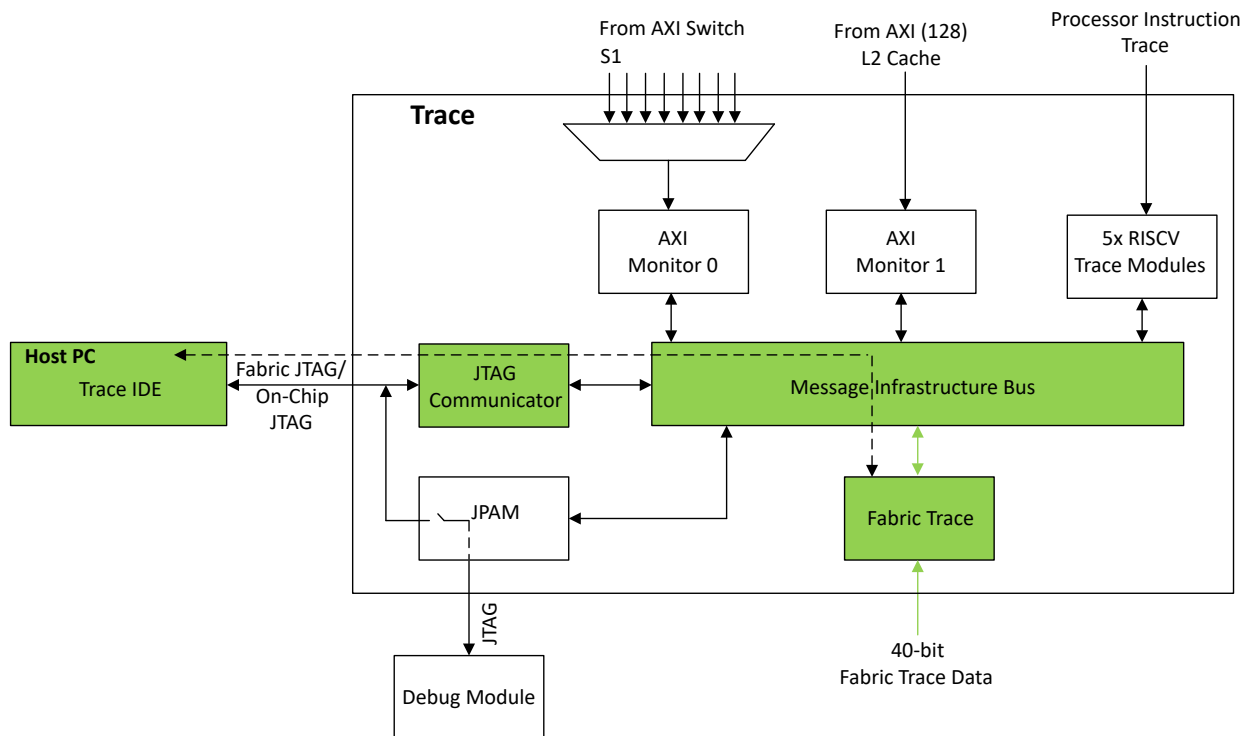 From AXI Switch
S1
From AXI (128)
L2 Cache
Processor Instruction
Trace
Trace
AXI
Monitor 0
AXI
Monitor 1
5x RISCV
Trace Modules
Host PC
Trace IDE
Fabric JTAG/
On-Chip
JTAG
JTAG
Communicator
Message Infrastructure Bus
JPAM
Fabric Trace
JTAG
Debug Module
40-bit
Fabric Trace Data